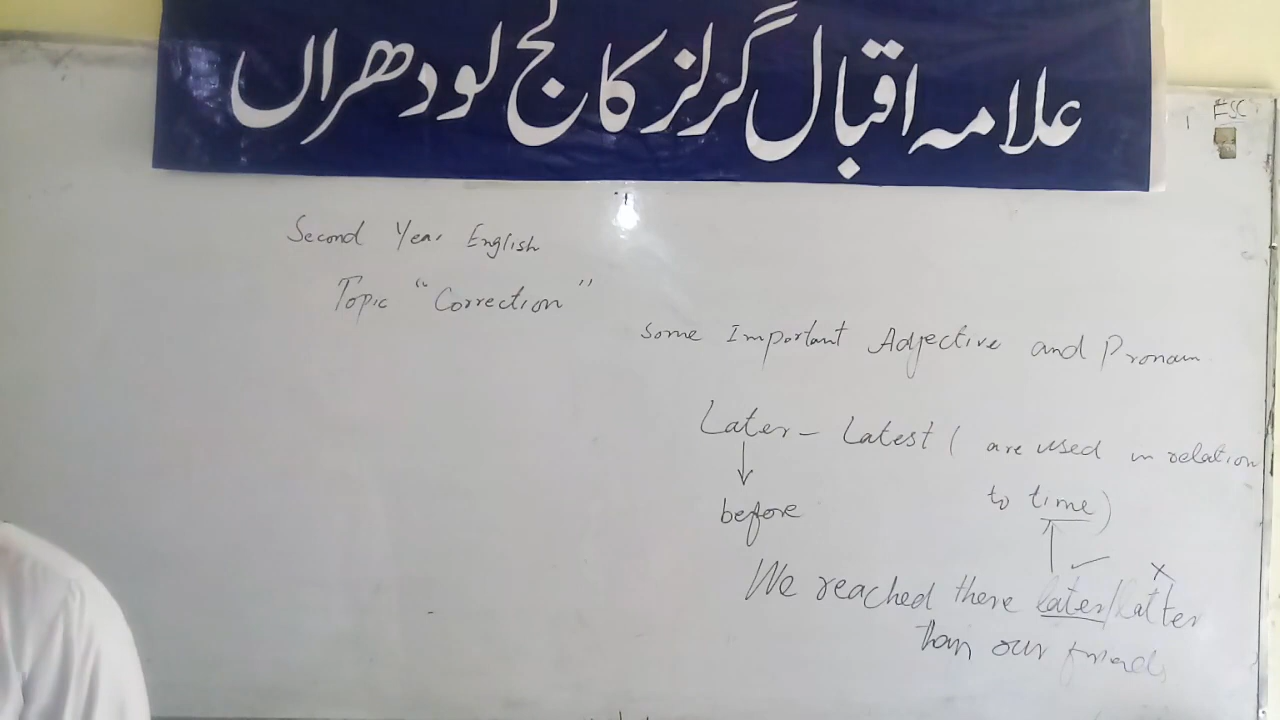 علامہ اقبال گرلز کالج لودھراں
ESC
Second Year English
Topic "Correction"
Some Important Adjective and Pronoun
Later - Latest ( are used in relation
to time)
before
We reached there later/latter
than our friends